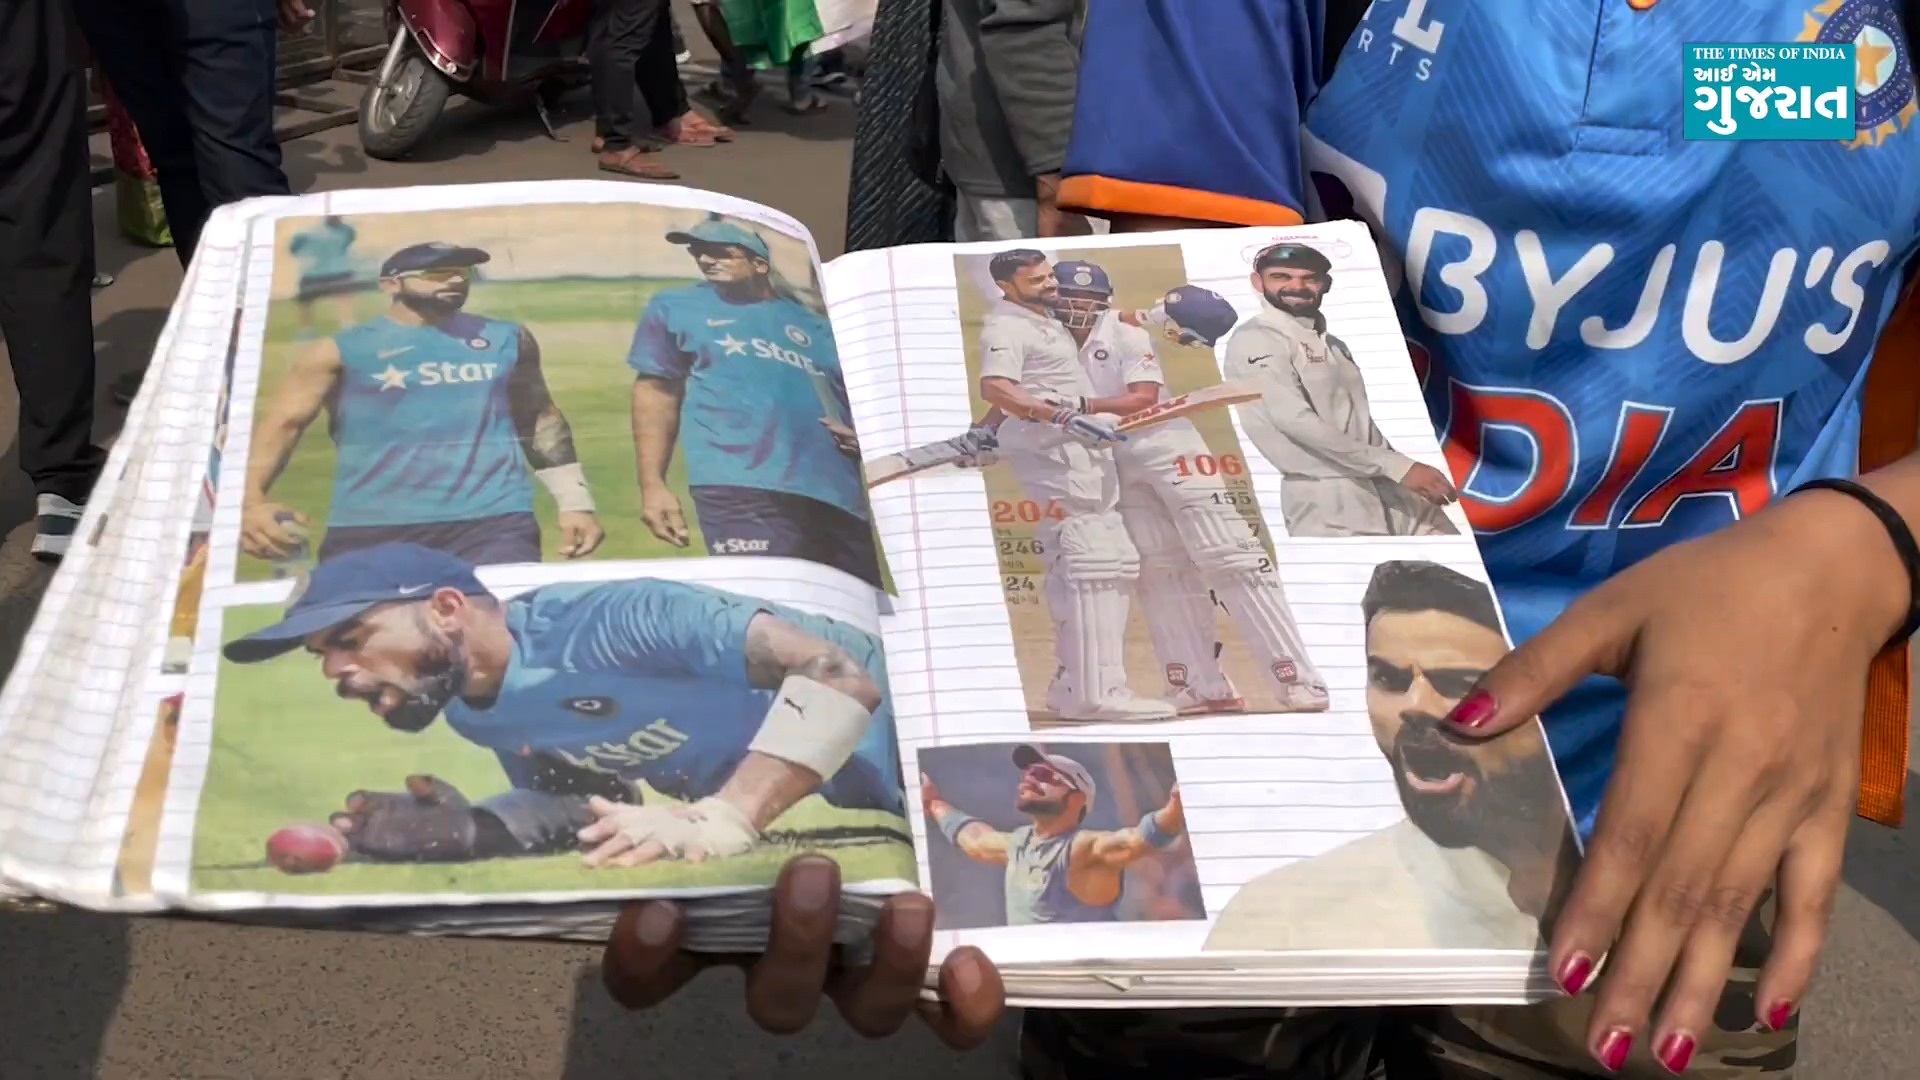 THE TIMES OF INDIA
આઈ એમ
ગુજરાત
RTS
BYJU'S
DIA
Star
Star
Star
Star
106
155
7
2
204
246
24